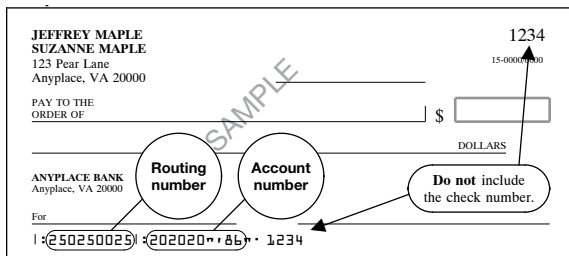 JEFFREY MAPLE
SUZANNE MAPLE
123 Pear Lane
Anyplace, VA 20000
1234
15-0000/0000
SAMPLE
PAY TO THE
ORDER OF
$
DOLLARS
ANYPLACE BANK
Anyplace, VA 20000
Routing
number
Account
number
Do not include
the check number.
For
|:250250025|:202020"'86"' 1234